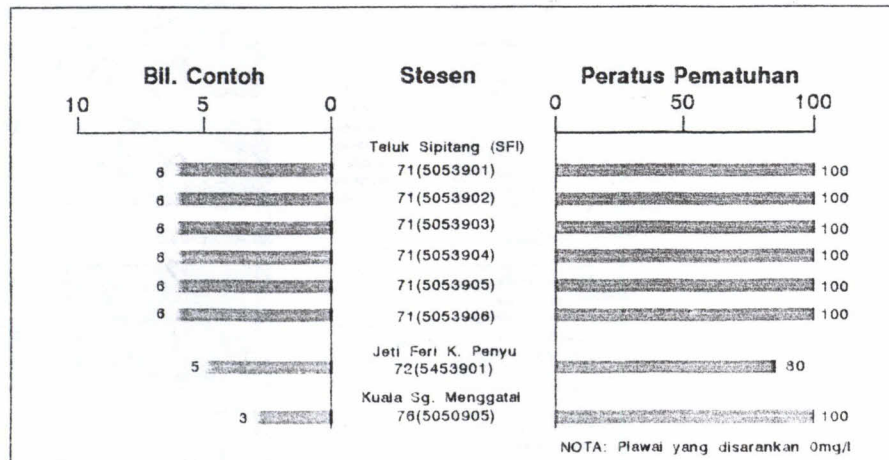 Bil. Contoh Stesen Peratus Pematuhan
10 5 0 0 50 100
Teluk Sipitang (SFI)
6 71(5053901) 100
6 71(5053902) 100
6 71(5053903) 100
6 71(5053904) 100
6 71(5053905) 100
6 71(5053906) 100
Jeti Feri K. Penyu
5 72(5453901) 80
Kuala Sg. Menggatal
3 76(5050905) 100
NOTA: Piawai yang disarankan 0mg/l